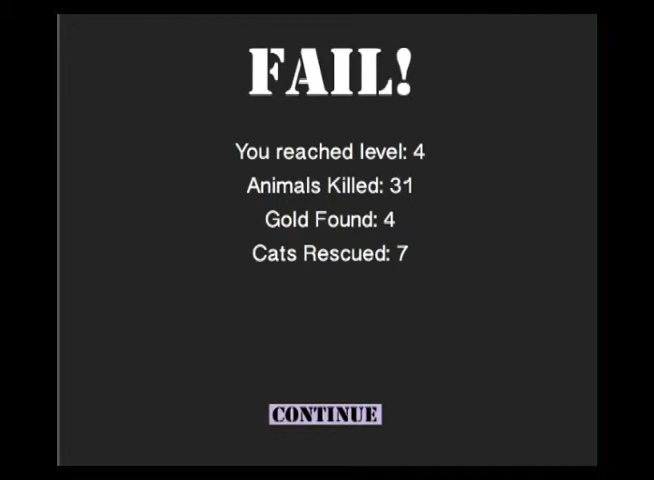 FAIL!
You reached level: 4
Animals Killed: 31
Gold Found: 4
Cats Rescued: 7
CONTINUE